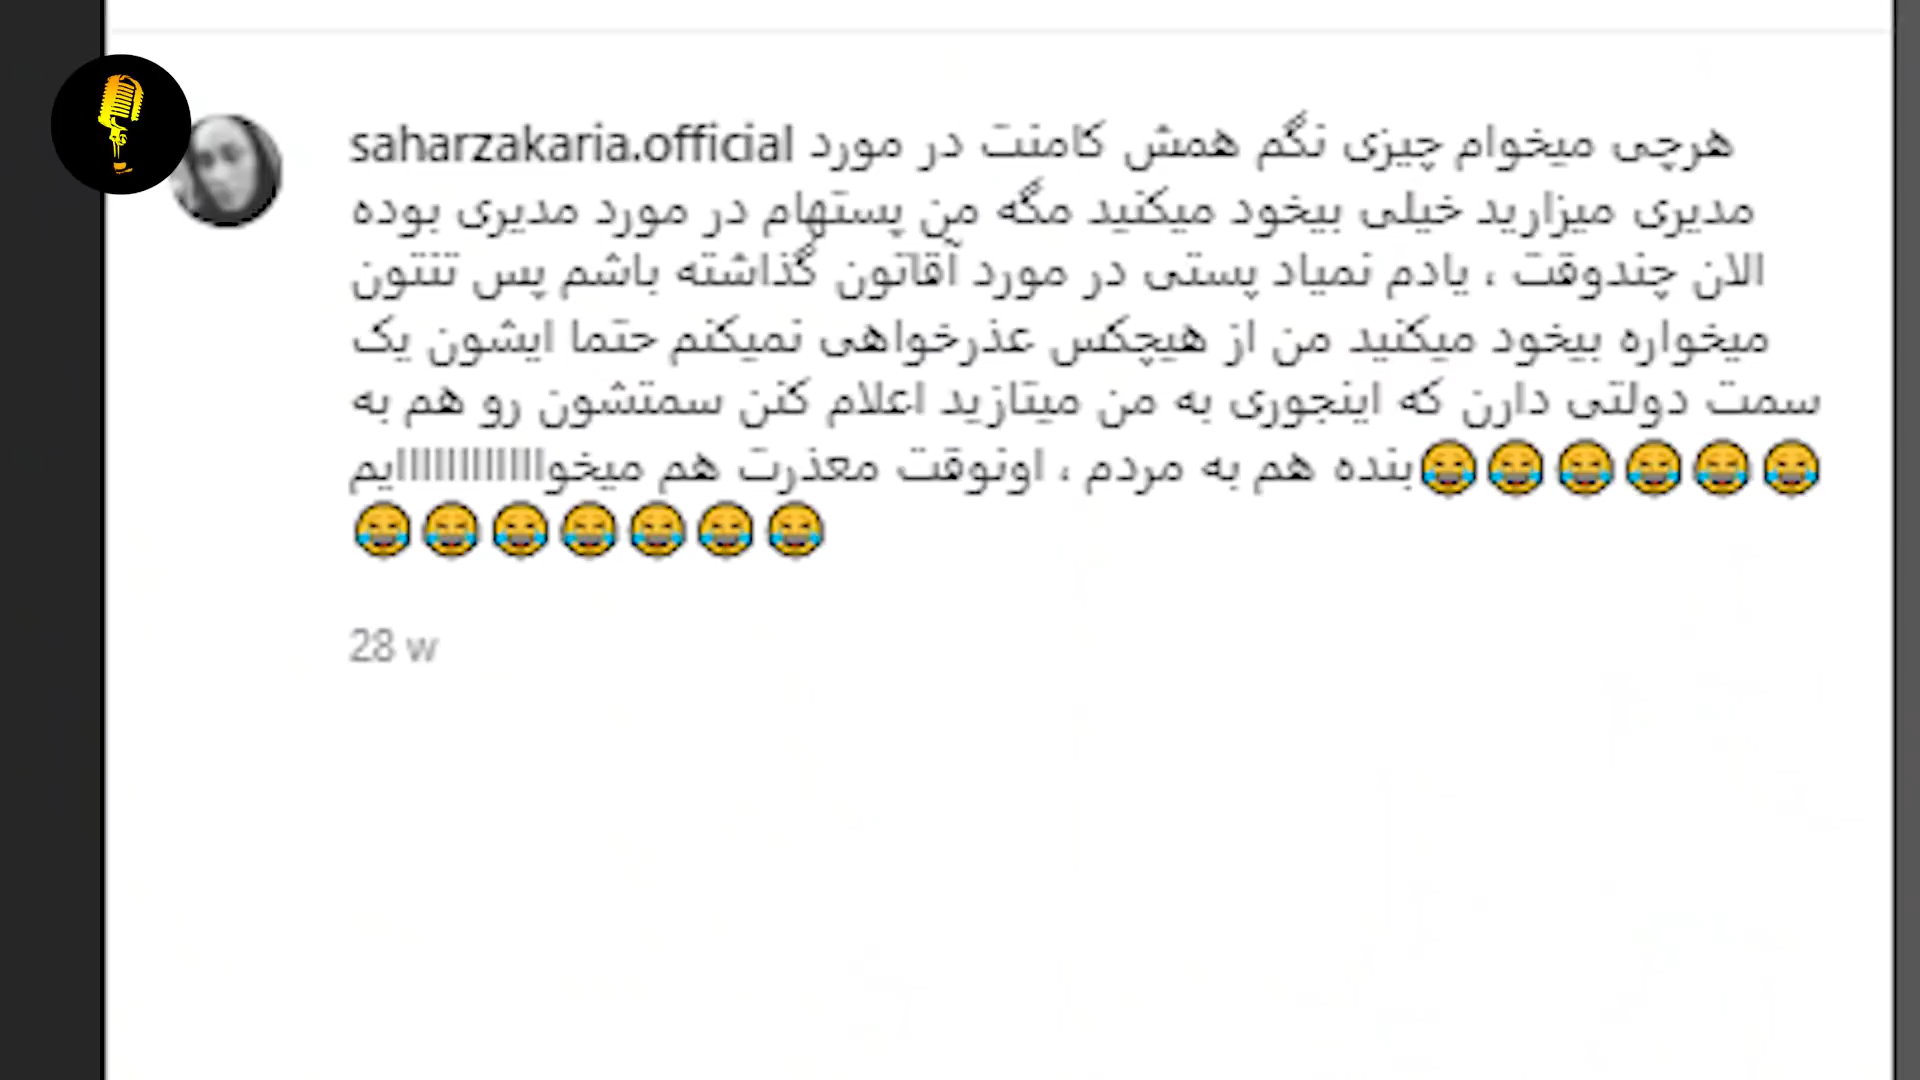 saharzakaria.official هرچی میخوام چیزی نگم همش کامنت در مورد
مدیری میزارید خیلی بیخود میکنید مگه من پستهام در مورد مدیری بوده
الان چندوقت ، یادم نمیاد پستی در مورد آقاتون گذاشته باشم پس تنتون
میخواره بیخود میکنید من از هیچکس عذرخواهی نمیکنم حتما ایشون یک
سمت دولتی دارن که اینجوری به من میتازید اعلام کنن سمتشون رو هم به
بنده هم به مردم ، اونوقت معذرت هم میخواااااااااااااایم😂😂😂😂😂😂
😂😂😂😂😂😂😂
28 w